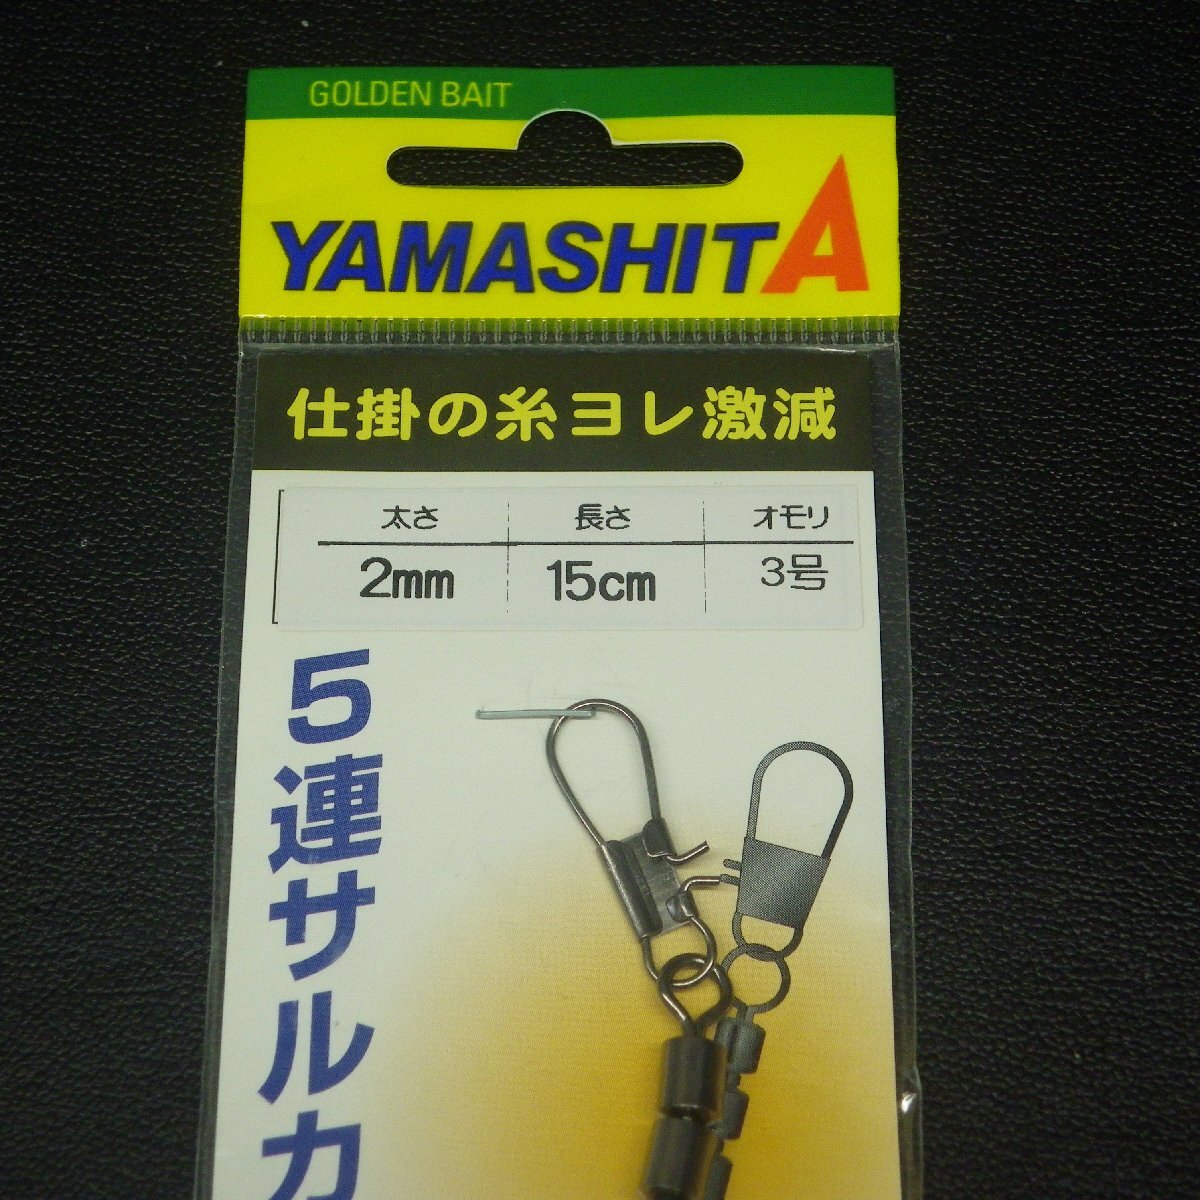 GOLDEN BAIT
YAMASHITA
仕掛の糸ヨレ激減
太さ 長さ オモリ
2mm 15cm 3号
5連サルカ